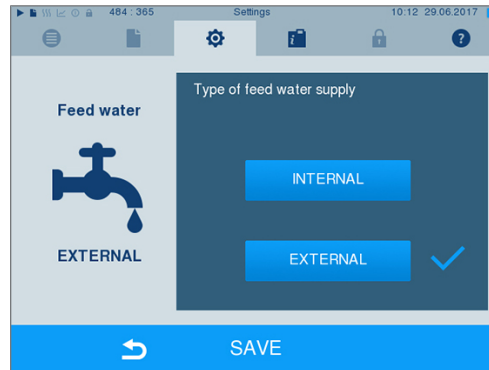 484 : 365 Settings 10:12 29.06.2017
Feed water
Type of feed water supply
INTERNAL
EXTERNAL
EXTERNAL
SAVE